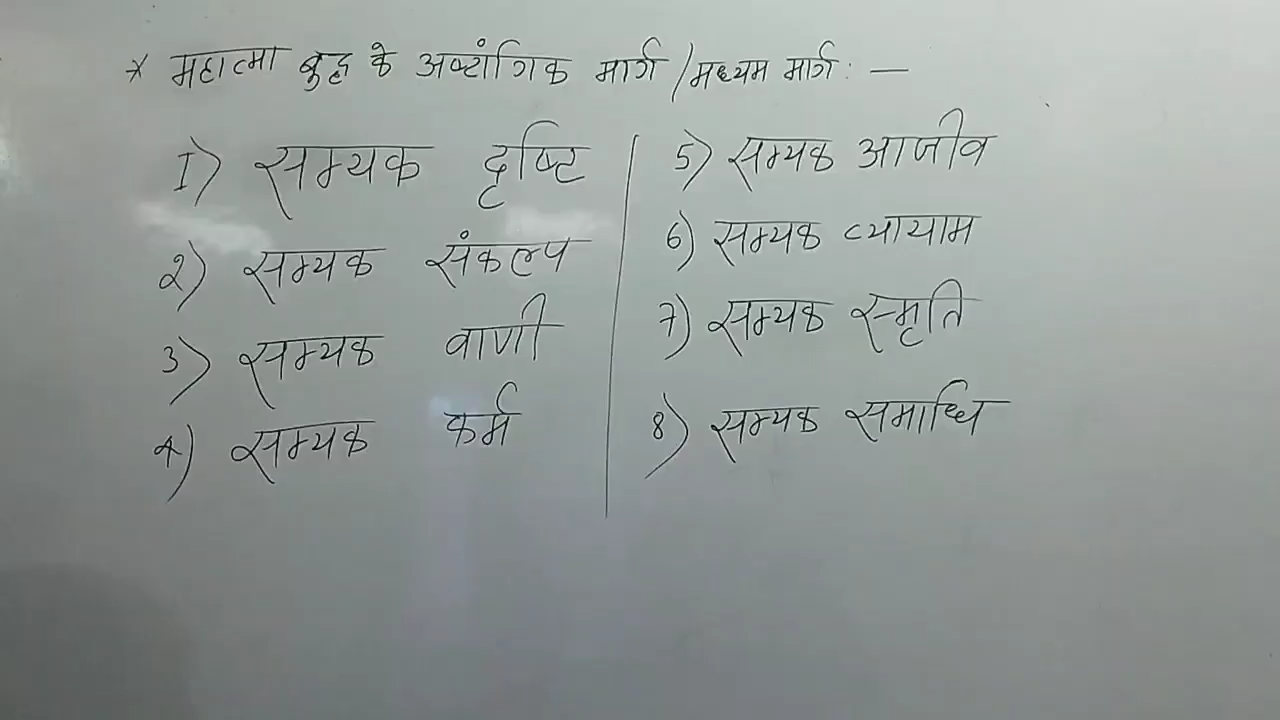 * महात्मा बुद्ध के अष्टांगिक मार्ग / मध्यम मार्ग : —
1) सम्यक दृष्टि
2) सम्यक संकल्प
3) सम्यक वाणी
4) सम्यक कर्म
5) सम्यक आजीव
6) सम्यक व्यायाम
7) सम्यक स्मृति
8) सम्यक समाधि